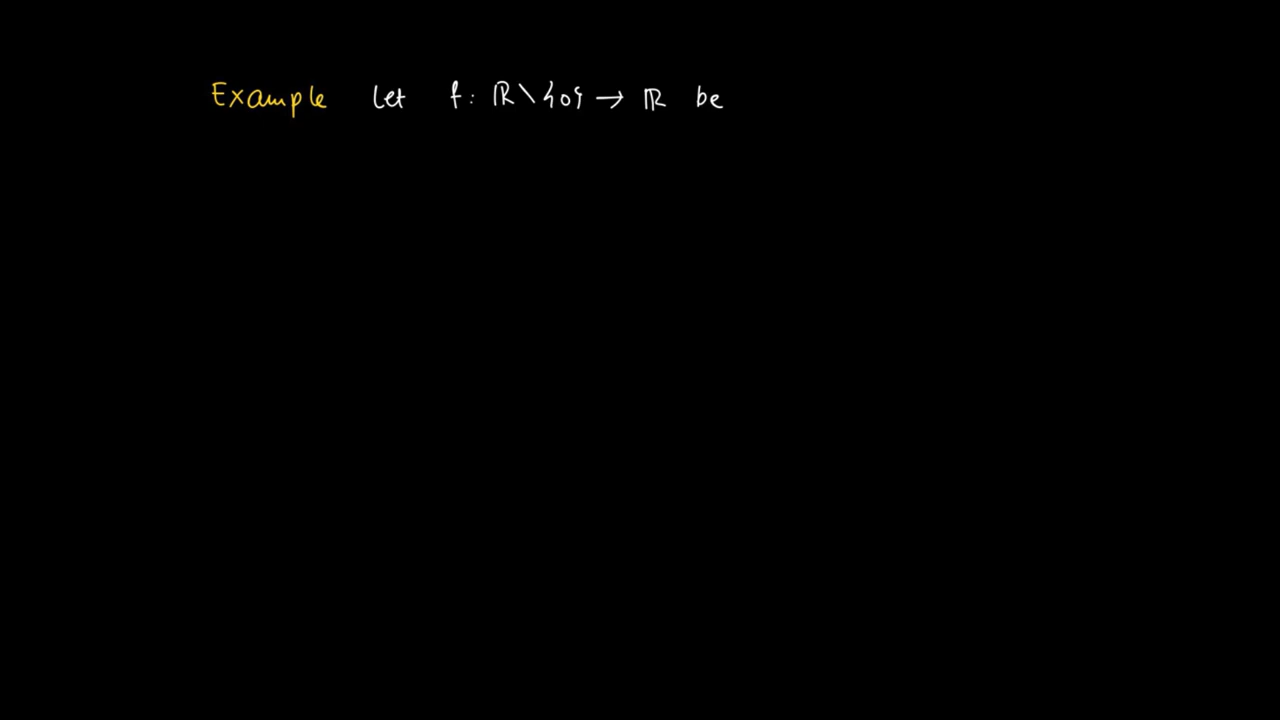 Example Let f: ℝ\{0} → ℝ be